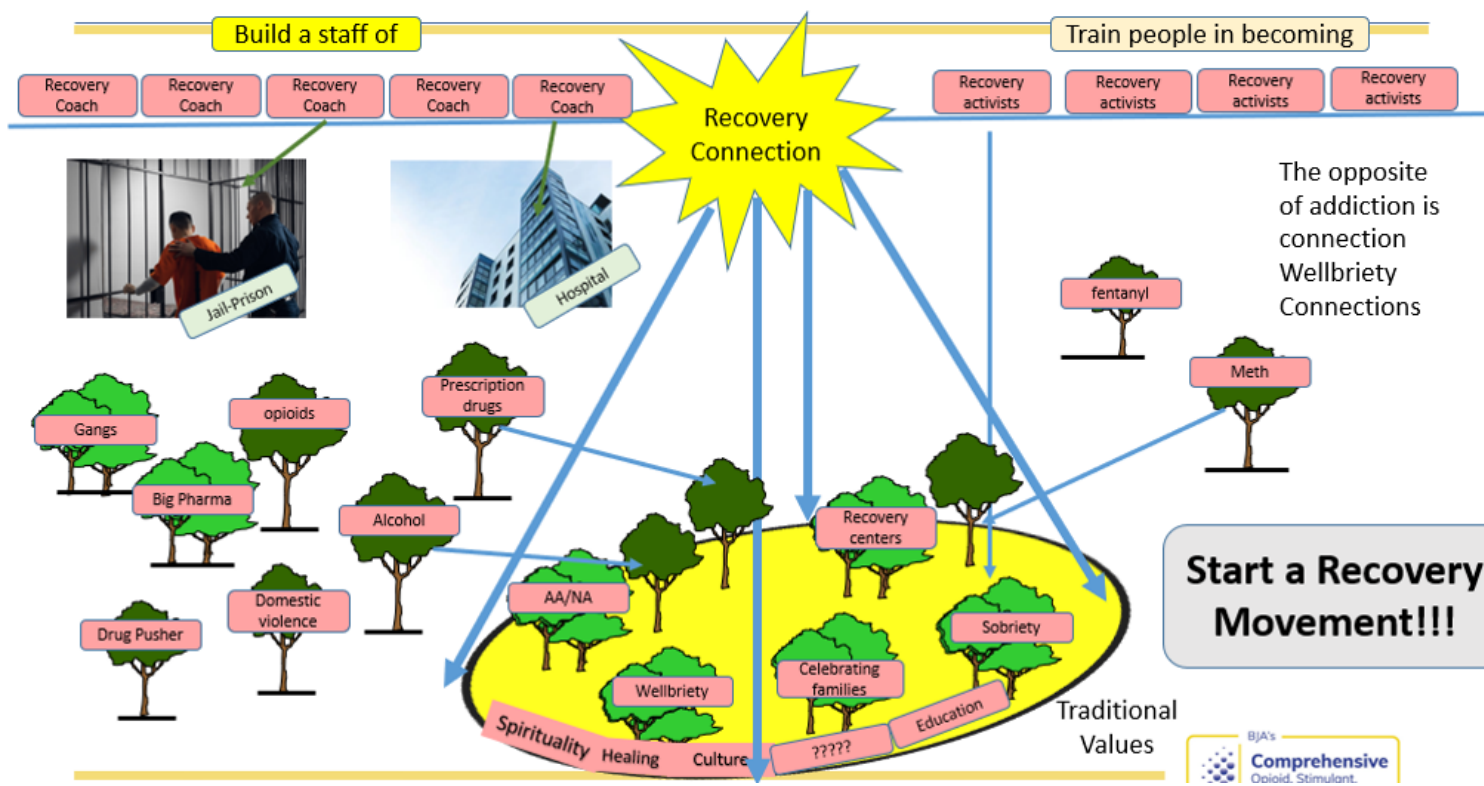 Build a staff of
Train people in becoming
Recovery
Coach
Recovery
Coach
Recovery
Coach
Recovery
Coach
Recovery
Coach
Recovery
Connection
Recovery
activists
Recovery
activists
Recovery
activists
Recovery
activists
Jail-Prison
Hospital
The opposite
of addiction is
connection
Wellbriety
Connections
fentanyl
Meth
Prescription
drugs
opioids
Gangs
Big Pharma
Alcohol
Domestic
violence
Drug Pusher
Recovery
centers
AA/NA
Sobriety
Celebrating
families
Wellbriety
Spirituality
Healing
Culture
?????
Education
Start a Recovery
Movement!!!
Traditional
Values
BJA's
Comprehensive
Opioid, Stimulant,